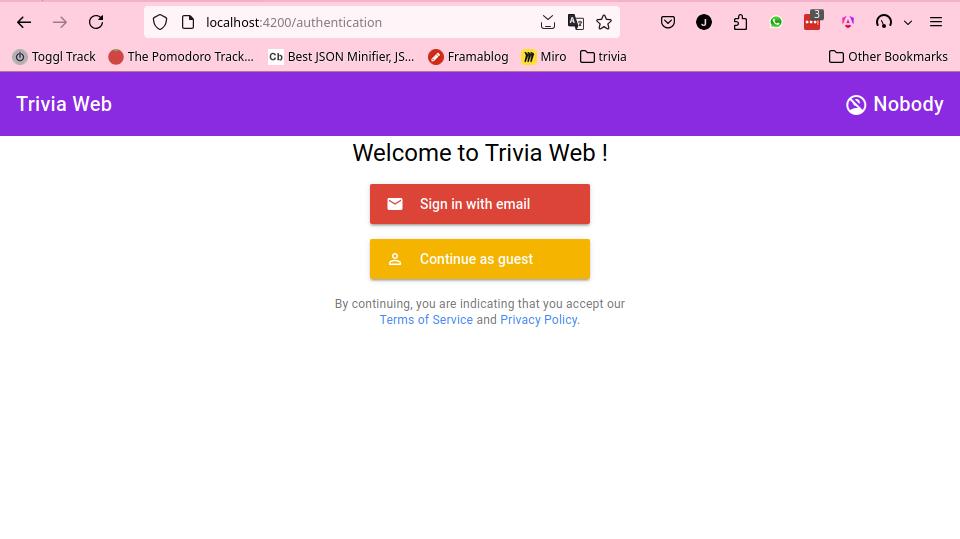 localhost:4200/authentication
3
Toggl Track The Pomodoro Track... Cb Best JSON Minifier, JS... Framablog Miro trivia Other Bookmarks
Trivia Web Nobody
Welcome to Trivia Web !
Sign in with email
Continue as guest
By continuing, you are indicating that you accept our
Terms of Service and Privacy Policy.